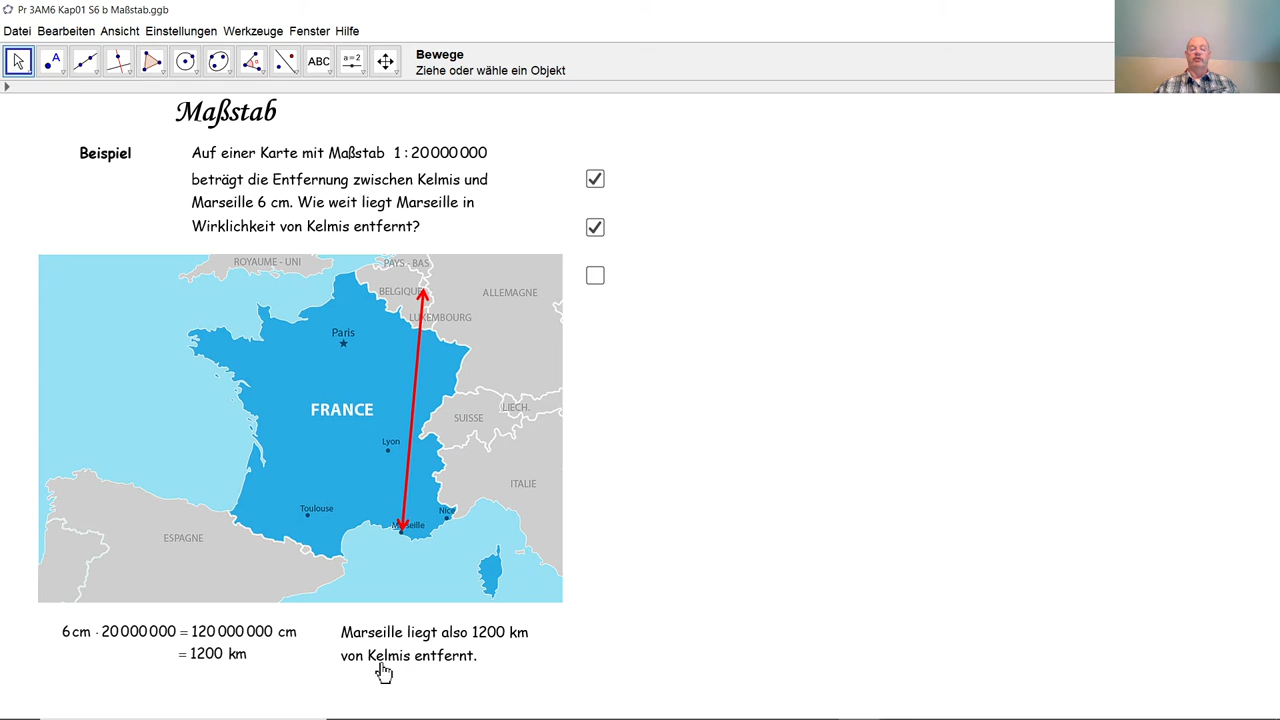 Pr 3AM6 Kap01 S6 b Maßstab.ggb
Datei Bearbeiten Ansicht Einstellungen Werkzeuge Fenster Hilfe
A
ABC
a=2
Bewege
Ziehe oder wähle ein Objekt
Maßstab
Beispiel
Auf einer Karte mit Maßstab 1 : 20 000 000
beträgt die Entfernung zwischen Kelmis und
Marseille 6 cm. Wie weit liegt Marseille in
Wirklichkeit von Kelmis entfernt?
ROYAUME - UNI
PAYS - BAS
BELGIQUE
ALLEMAGNE
LUXEMBOURG
Paris
FRANCE
SUISSE
LIECH.
Lyon
ITALIE
Toulouse
Nice
Marseille
ESPAGNE
6 cm · 20 000 000 = 120 000 000 cm
= 1200 km
Marseille liegt also 1200 km
von Kelmis entfernt.